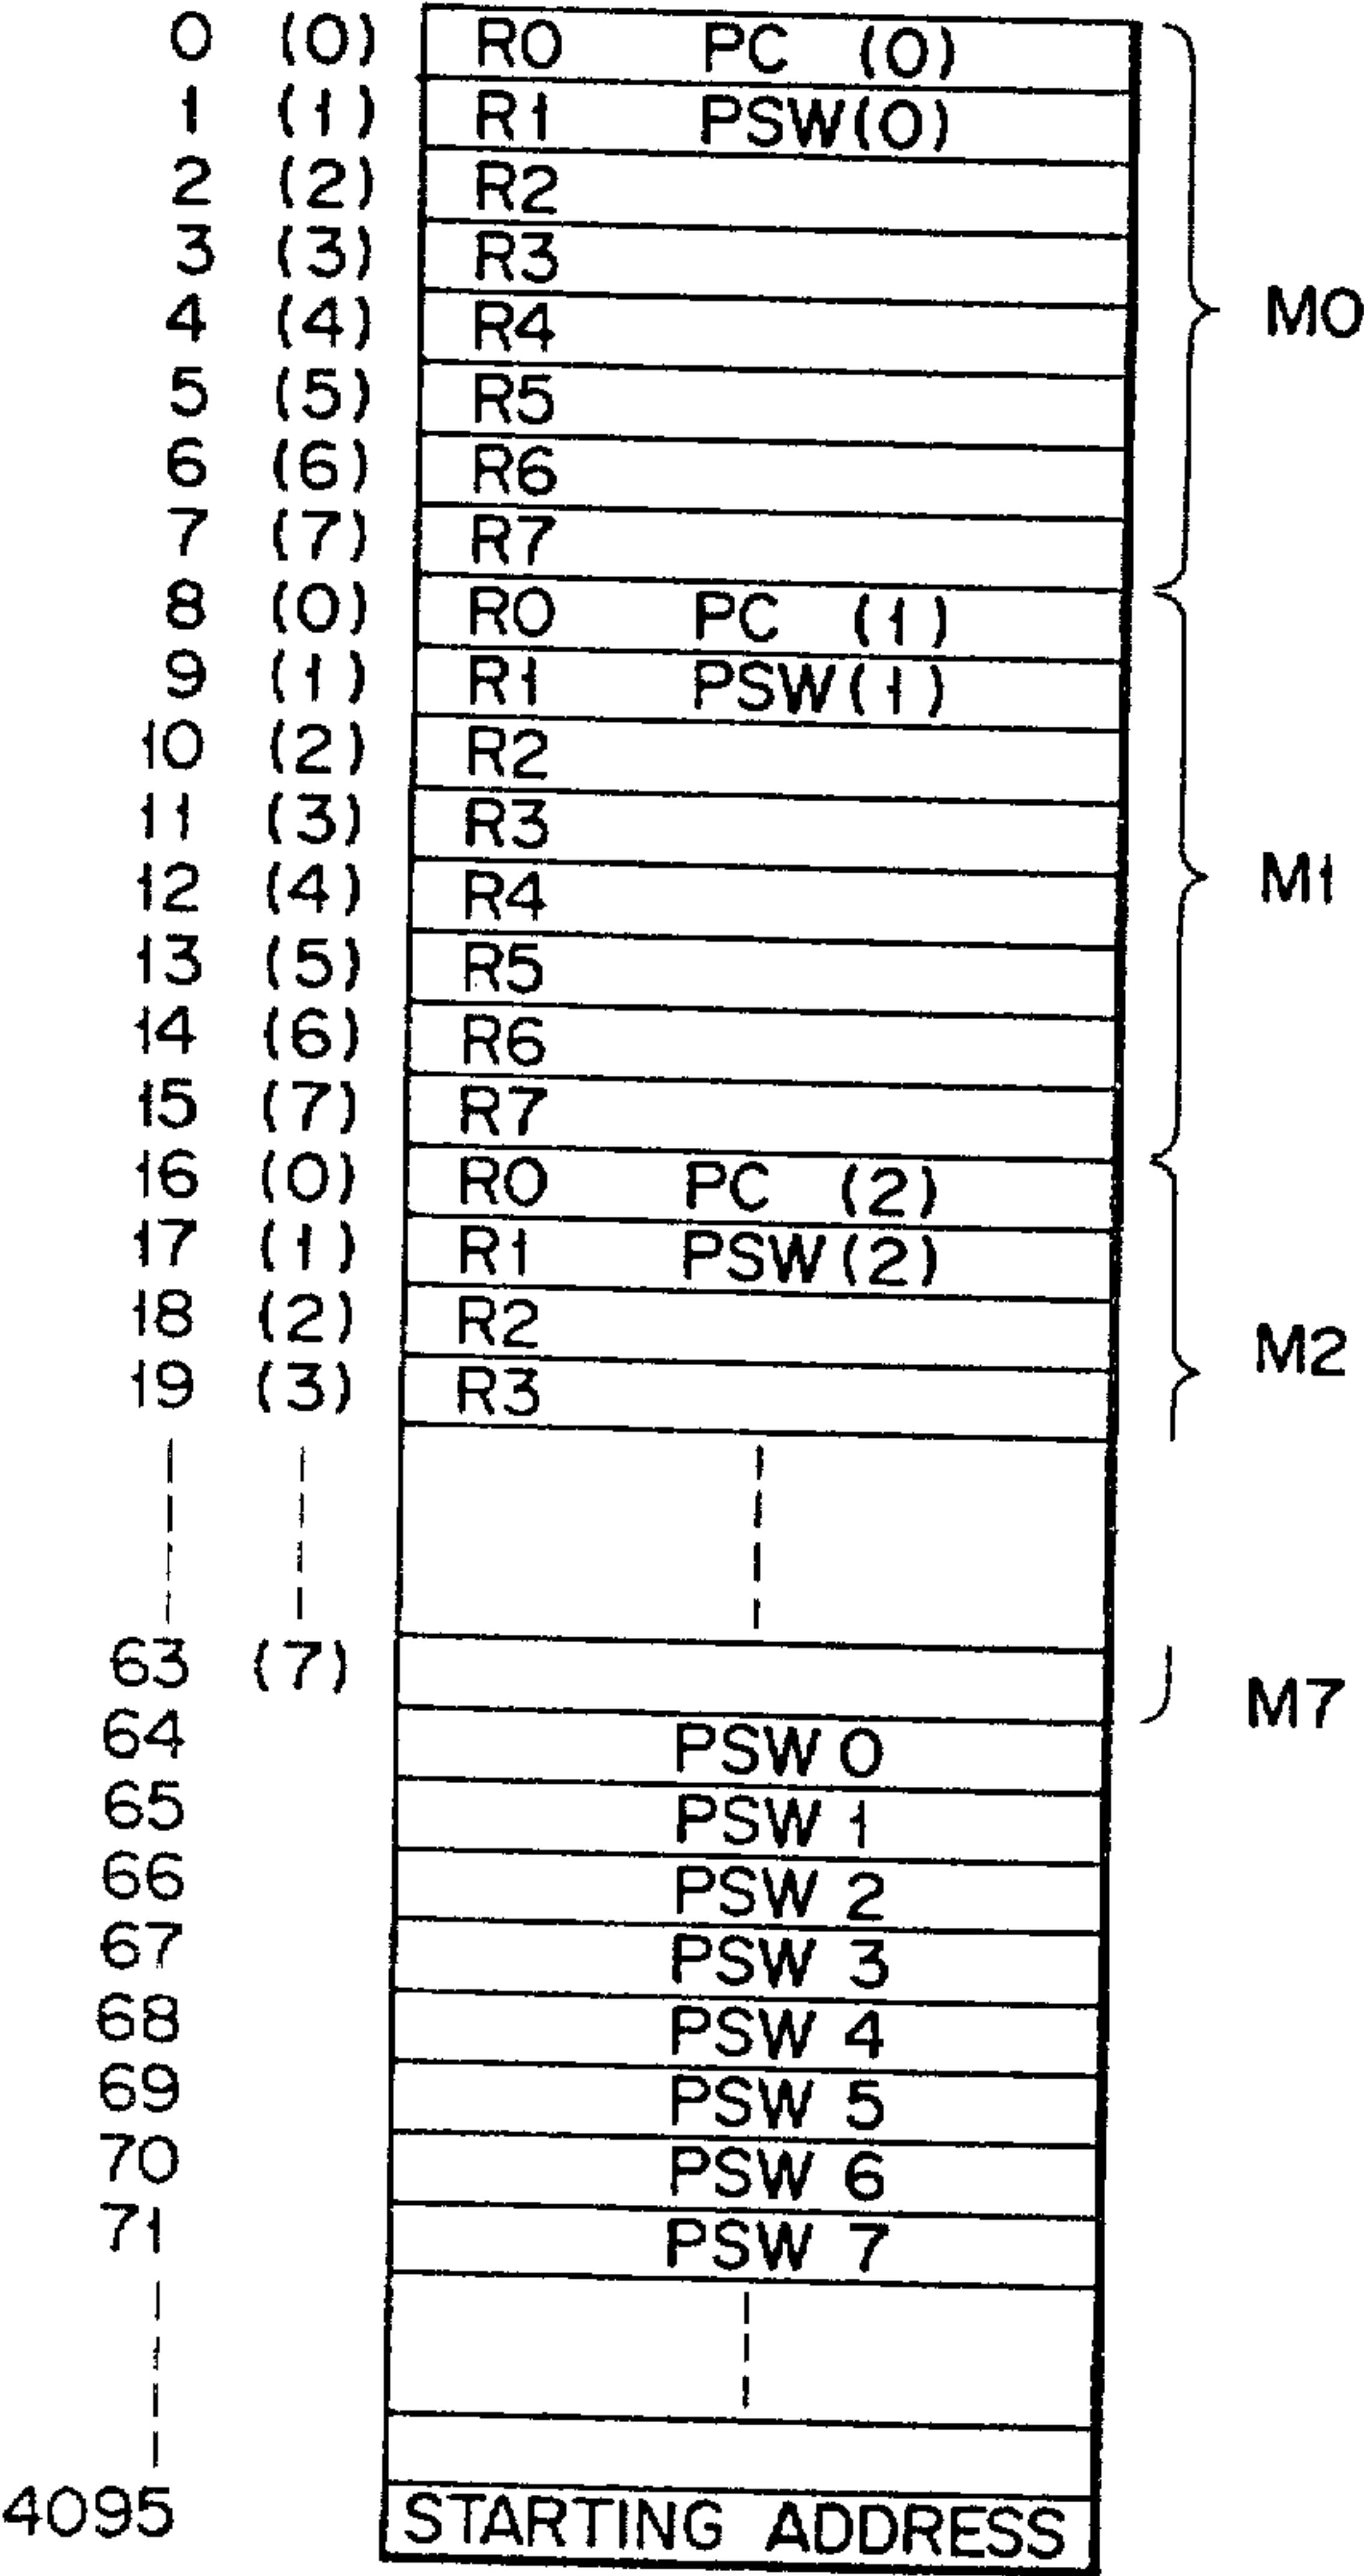 0 (0) R0 PC (0)
1 (1) R1 PSW(0)
2 (2) R2
3 (3) R3
4 (4) R4 M0
5 (5) R5
6 (6) R6
7 (7) R7
8 (0) R0 PC (1)
9 (1) R1 PSW(1)
10 (2) R2
11 (3) R3
12 (4) R4 M1
13 (5) R5
14 (6) R6
15 (7) R7
16 (0) R0 PC (2)
17 (1) R1 PSW(2)
18 (2) R2
19 (3) R3 M2
63 (7) M7
64 PSW 0
65 PSW 1
66 PSW 2
67 PSW 3
68 PSW 4
69 PSW 5
70 PSW 6
71 PSW 7
4095 STARTING ADDRESS